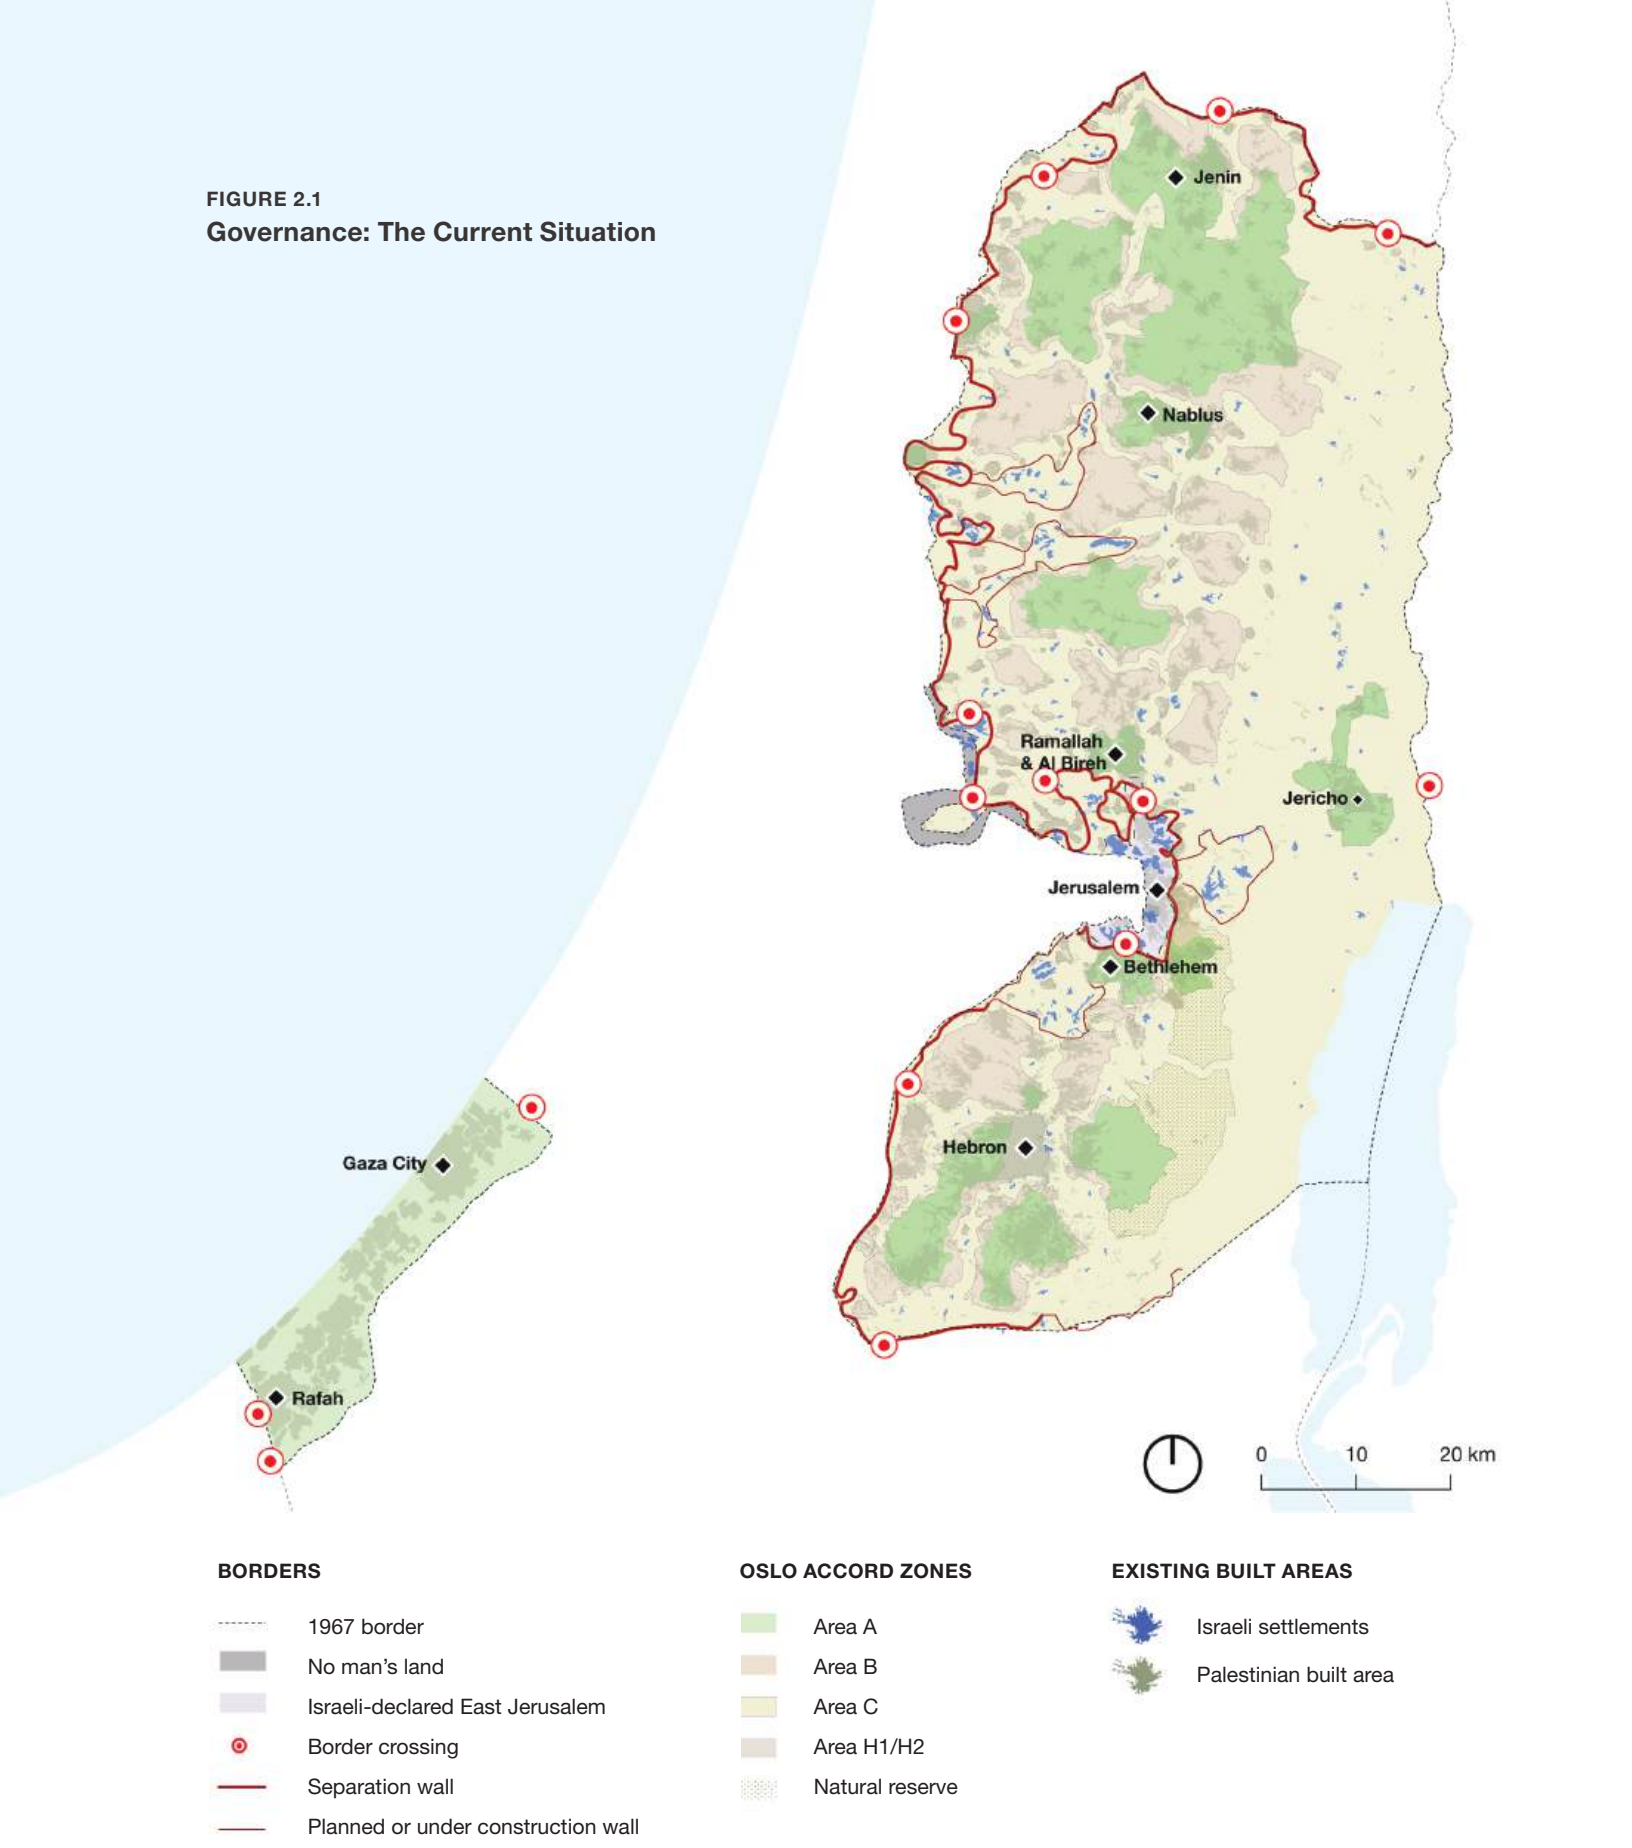 FIGURE 2.1
Governance: The Current Situation
Jenin
Nablus
Ramallah
& Al Bireh
Jericho
Jerusalem
Bethlehem
Gaza City
Hebron
Rafah
0 10 20 km
BORDERS
1967 border
No man’s land
Israeli-declared East Jerusalem
Border crossing
Separation wall
Planned or under construction wall
OSLO ACCORD ZONES
Area A
Area B
Area C
Area H1/H2
Natural reserve
EXISTING BUILT AREAS
Israeli settlements
Palestinian built area